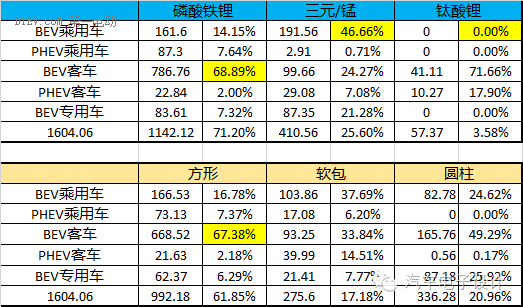 磷酸铁锂 三元/锰 钛酸锂
BEV乘用车 161.6 14.15% 191.56 46.66% 0 0.00%
PHEV乘用车 87.3 7.64% 2.91 0.71% 0 0.00%
BEV客车 786.76 68.89% 99.66 24.27% 41.11 71.66%
PHEV客车 22.84 2.00% 29.08 7.08% 10.27 17.90%
BEV专用车 83.61 7.32% 87.35 21.28% 0 0.00%
1604.06 1142.12 71.20% 410.56 25.60% 57.37 3.58%
方形 软包 圆柱
BEV乘用车 166.53 16.78% 103.86 37.69% 82.78 24.62%
PHEV乘用车 73.13 7.37% 17.08 6.20% 0 0.00%
BEV客车 668.52 67.38% 93.25 33.84% 165.76 49.29%
PHEV客车 21.63 2.18% 39.99 14.51% 0.56 0.17%
BEV专用车 62.37 6.29% 21.41 7.77% 87.18 25.92%
1604.06 992.18 61.85% 275.6 17.18% 336.28 20.96%
汽车电子设计